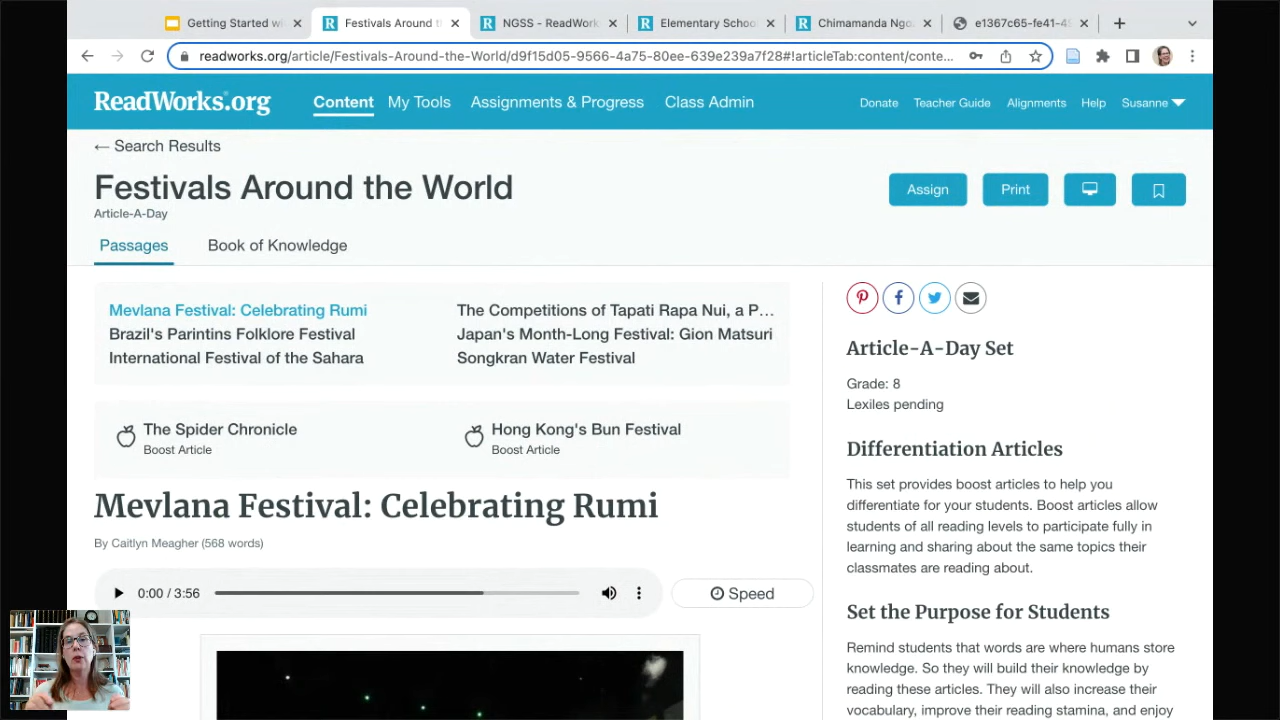 Getting Started wi
Festivals Around t
NGSS - ReadWork
Elementary Schoo
Chimamanda Ngo
e1367c65-fe41-4
readworks.org/article/Festivals-Around-the-World/d9f15d05-9566-4a75-80ee-639e239a7f28#!articleTab:content/conte...
ReadWorks.org
Content
My Tools
Assignments & Progress
Class Admin
Donate
Teacher Guide
Alignments
Help
Susanne
← Search Results
Festivals Around the World
Article-A-Day
Assign
Print
Passages
Book of Knowledge
Mevlana Festival: Celebrating Rumi
The Competitions of Tapati Rapa Nui, a P...
Brazil's Parintins Folklore Festival
Japan's Month-Long Festival: Gion Matsuri
International Festival of the Sahara
Songkran Water Festival
The Spider Chronicle
Boost Article
Hong Kong's Bun Festival
Boost Article
Mevlana Festival: Celebrating Rumi
By Caitlyn Meagher (568 words)
0:00 / 3:56
Speed
Article-A-Day Set
Grade: 8
Lexiles pending
Differentiation Articles
This set provides boost articles to help you
differentiate for your students. Boost articles allow
students of all reading levels to participate fully in
learning and sharing about the same topics their
classmates are reading about.
Set the Purpose for Students
Remind students that words are where humans store
knowledge. So they will build their knowledge by
reading these articles. They will also increase their
vocabulary, improve their reading stamina, and enjoy